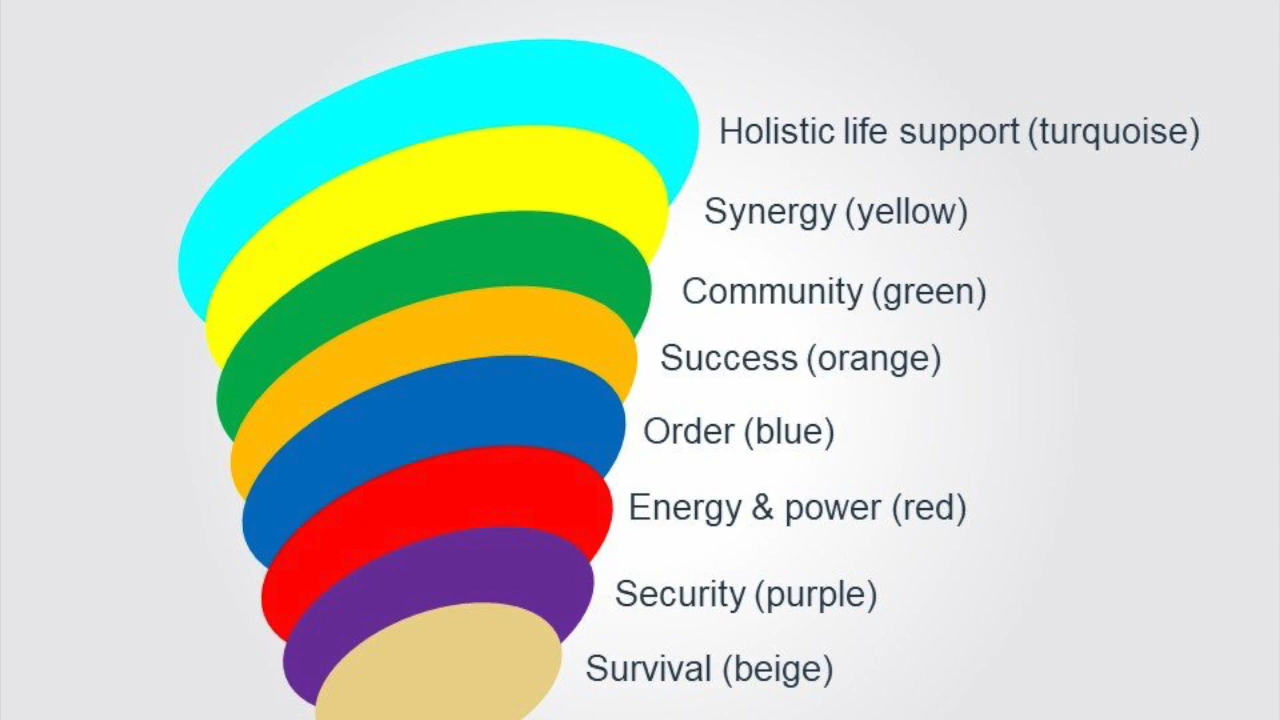 Holistic life support (turquoise)
Synergy (yellow)
Community (green)
Success (orange)
Order (blue)
Energy & power (red)
Security (purple)
Survival (beige)